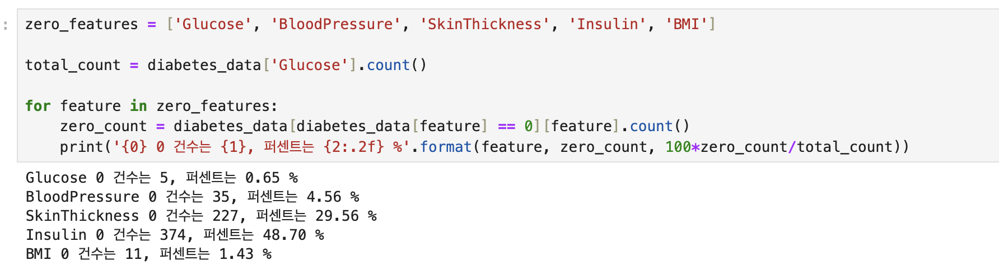 :
zero_features = ['Glucose', 'BloodPressure', 'SkinThickness', 'Insulin', 'BMI']
total_count = diabetes_data['Glucose'].count()
for feature in zero_features:
    zero_count = diabetes_data[diabetes_data[feature] == 0][feature].count()
    print('{0} 0 건수는 {1}, 퍼센트는 {2:.2f} %'.format(feature, zero_count, 100*zero_count/total_count))
Glucose 0 건수는 5, 퍼센트는 0.65 %
BloodPressure 0 건수는 35, 퍼센트는 4.56 %
SkinThickness 0 건수는 227, 퍼센트는 29.56 %
Insulin 0 건수는 374, 퍼센트는 48.70 %
BMI 0 건수는 11, 퍼센트는 1.43 %